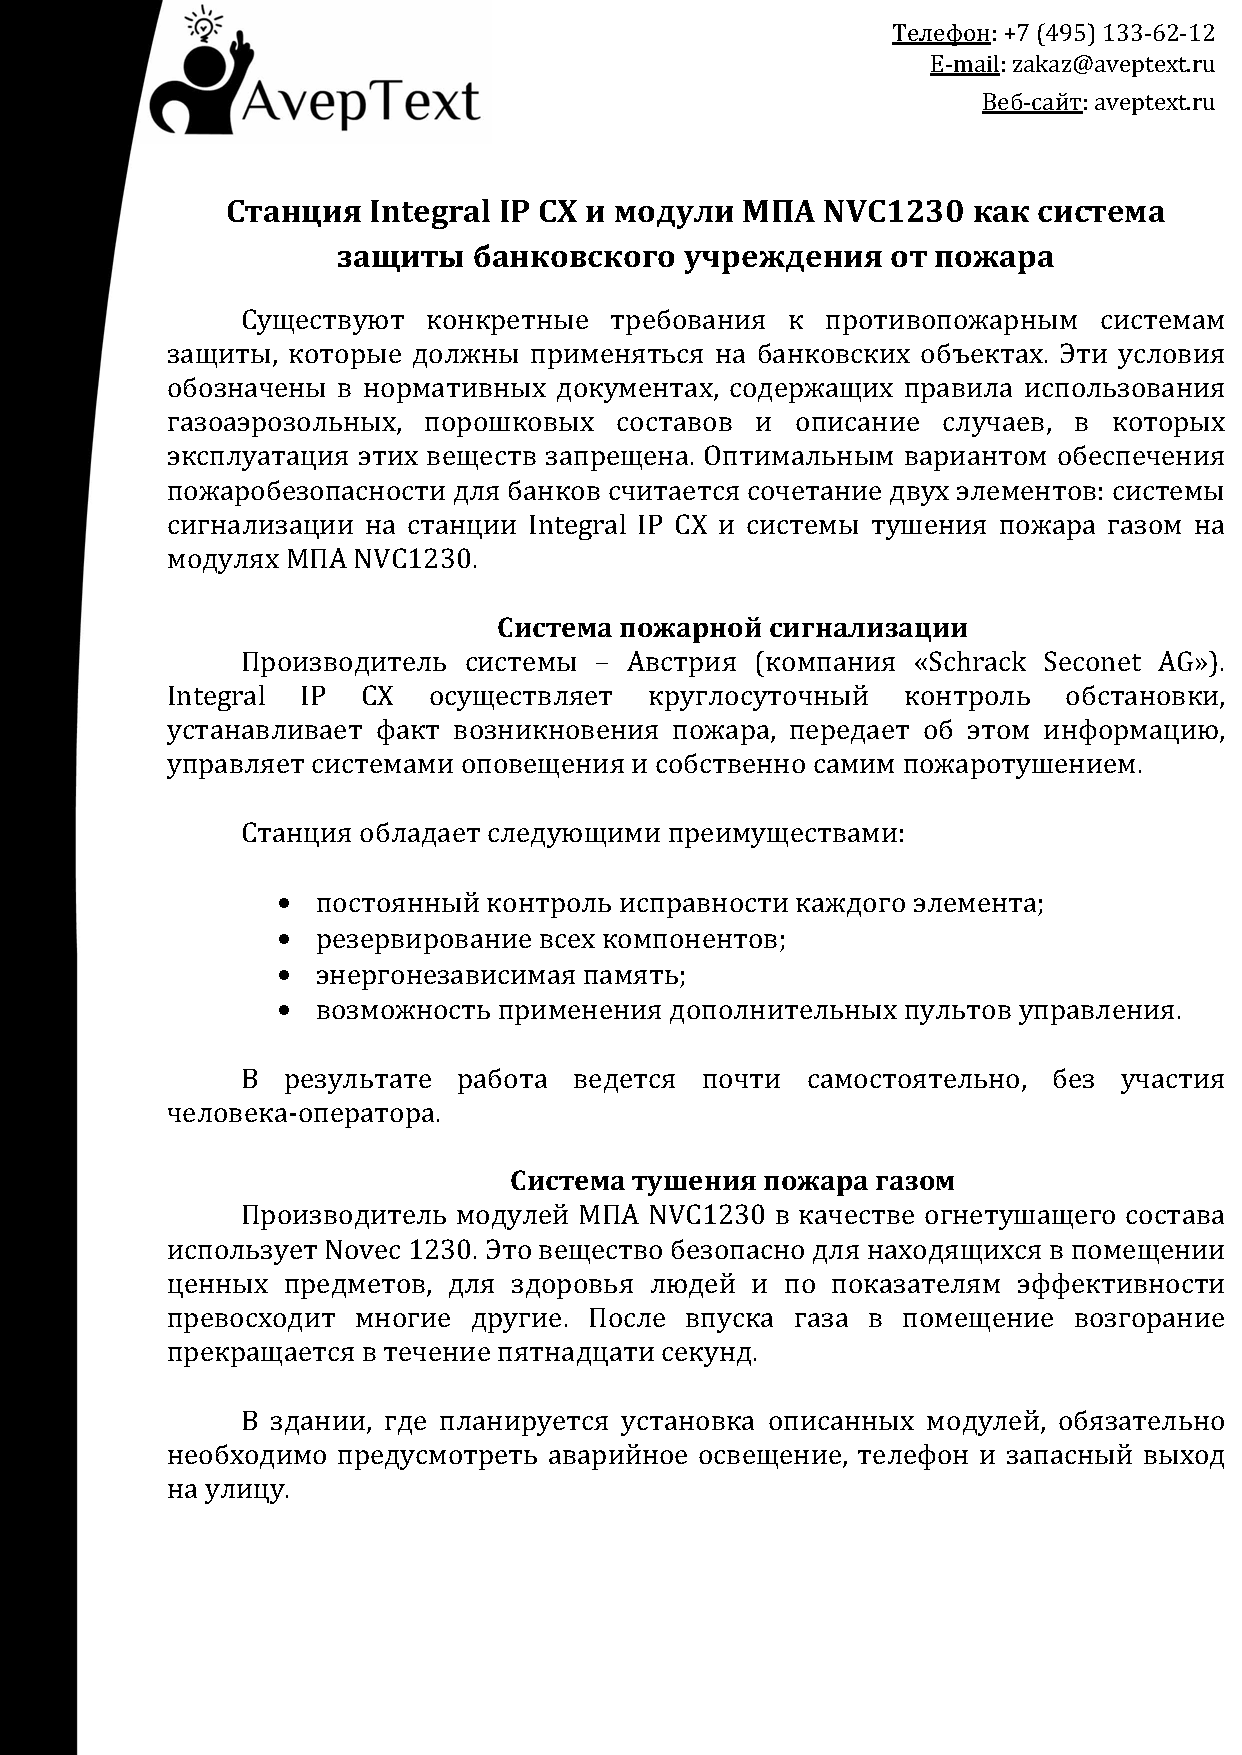 AvepText
Телефон: +7 (495) 133-62-12
E-mail: zakaz@aveptext.ru
Веб-сайт: aveptext.ru
Станция Integral IP CX и модули МПА NVC1230 как система
защиты банковского учреждения от пожара
Существуют конкретные требования к противопожарным системам
защиты, которые должны применяться на банковских объектах. Эти условия
обозначены в нормативных документах, содержащих правила использования
газоаэрозольных, порошковых составов и описание случаев, в которых
эксплуатация этих веществ запрещена. Оптимальным вариантом обеспечения
пожаробезопасности для банков считается сочетание двух элементов: системы
сигнализации на станции Integral IP CX и системы тушения пожара газом на
модулях МПА NVC1230.
Система пожарной сигнализации
Производитель системы – Австрия (компания «Schrack Seconet AG»).
Integral IP CX осуществляет круглосуточный контроль обстановки,
устанавливает факт возникновения пожара, передает об этом информацию,
управляет системами оповещения и собственно самим пожаротушением.
Станция обладает следующими преимуществами:
• постоянный контроль исправности каждого элемента;
• резервирование всех компонентов;
• энергонезависимая память;
• возможность применения дополнительных пультов управления.
В результате работа ведется почти самостоятельно, без участия
человека-оператора.
Система тушения пожара газом
Производитель модулей МПА NVC1230 в качестве огнетушащего состава
использует Novec 1230. Это вещество безопасно для находящихся в помещении
ценных предметов, для здоровья людей и по показателям эффективности
превосходит многие другие. После впуска газа в помещение возгорание
прекращается в течение пятнадцати секунд.
В здании, где планируется установка описанных модулей, обязательно
необходимо предусмотреть аварийное освещение, телефон и запасный выход
на улицу.